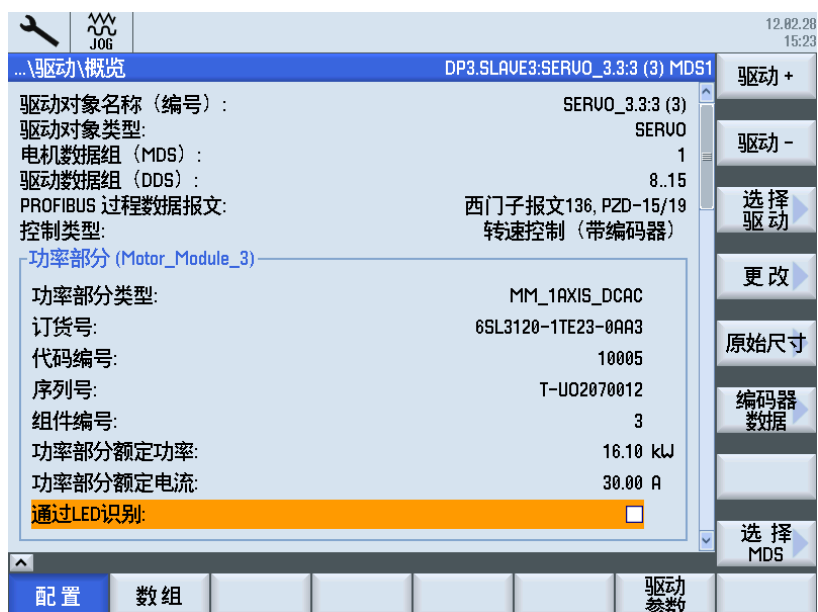 JOG
12.02.28
15:23
...\驱动\概览 DP3.SLAVE3:SERVO_3.3:3 (3) MDS1
驱动对象名称（编号）: SERVO_3.3:3 (3)
驱动对象类型: SERVO
电机数据组（MDS）: 1
驱动数据组（DDS）: 8..15
PROFIBUS 过程数据报文: 西门子报文136, PZD-15/19
控制类型: 转速控制（带编码器）
功率部分 (Motor_Module_3)
功率部分类型: MM_1AXIS_DCAC
订货号: 6SL3120-1TE23-0AA3
代码编号: 10005
序列号: T-UO2070012
组件编号: 3
功率部分额定功率: 16.10 kW
功率部分额定电流: 30.00 A
通过LED识别:
驱动 +
驱动 -
选择
驱动
更改
原始尺寸
编码器
数据
选择
MDS
配置 数组 驱动
参数